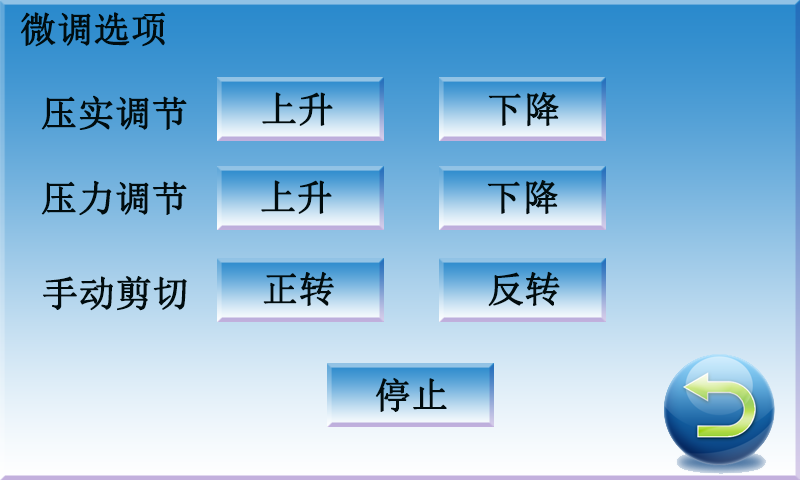 微调选项
压实调节 上升 下降
压力调节 上升 下降
手动剪切 正转 反转
停止